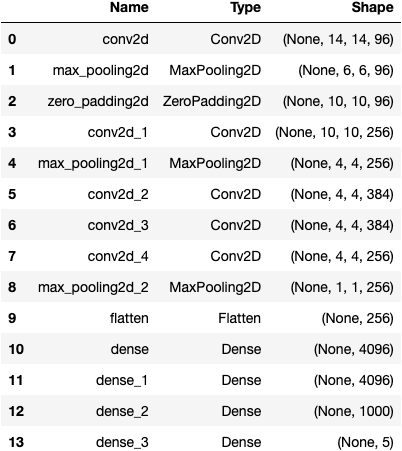 Name Type Shape
0 conv2d Conv2D (None, 14, 14, 96)
1 max_pooling2d MaxPooling2D (None, 6, 6, 96)
2 zero_padding2d ZeroPadding2D (None, 10, 10, 96)
3 conv2d_1 Conv2D (None, 10, 10, 256)
4 max_pooling2d_1 MaxPooling2D (None, 4, 4, 256)
5 conv2d_2 Conv2D (None, 4, 4, 384)
6 conv2d_3 Conv2D (None, 4, 4, 384)
7 conv2d_4 Conv2D (None, 4, 4, 256)
8 max_pooling2d_2 MaxPooling2D (None, 1, 1, 256)
9 flatten Flatten (None, 256)
10 dense Dense (None, 4096)
11 dense_1 Dense (None, 4096)
12 dense_2 Dense (None, 1000)
13 dense_3 Dense (None, 5)